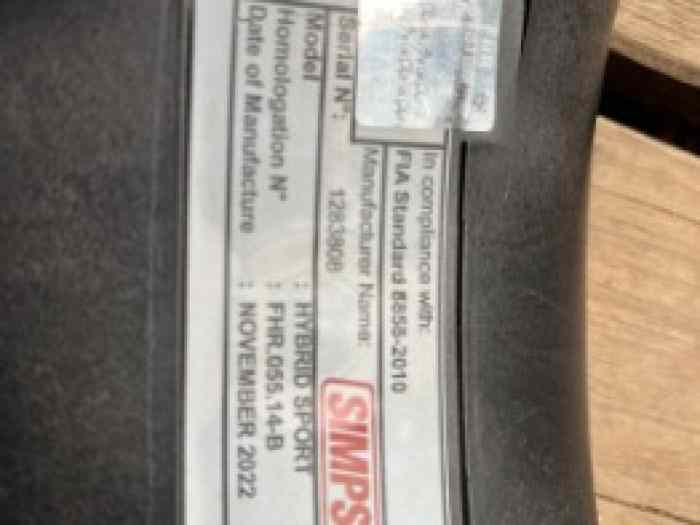 In compliance with:
FIA Standard 8858-2010
Manufacturer Name:
SIMPS
Serial N°: 1283808
Model : HYBRID SPORT
Homologation N° : FHR.055.14-B
Date of Manufacture : NOVEMBER 2022